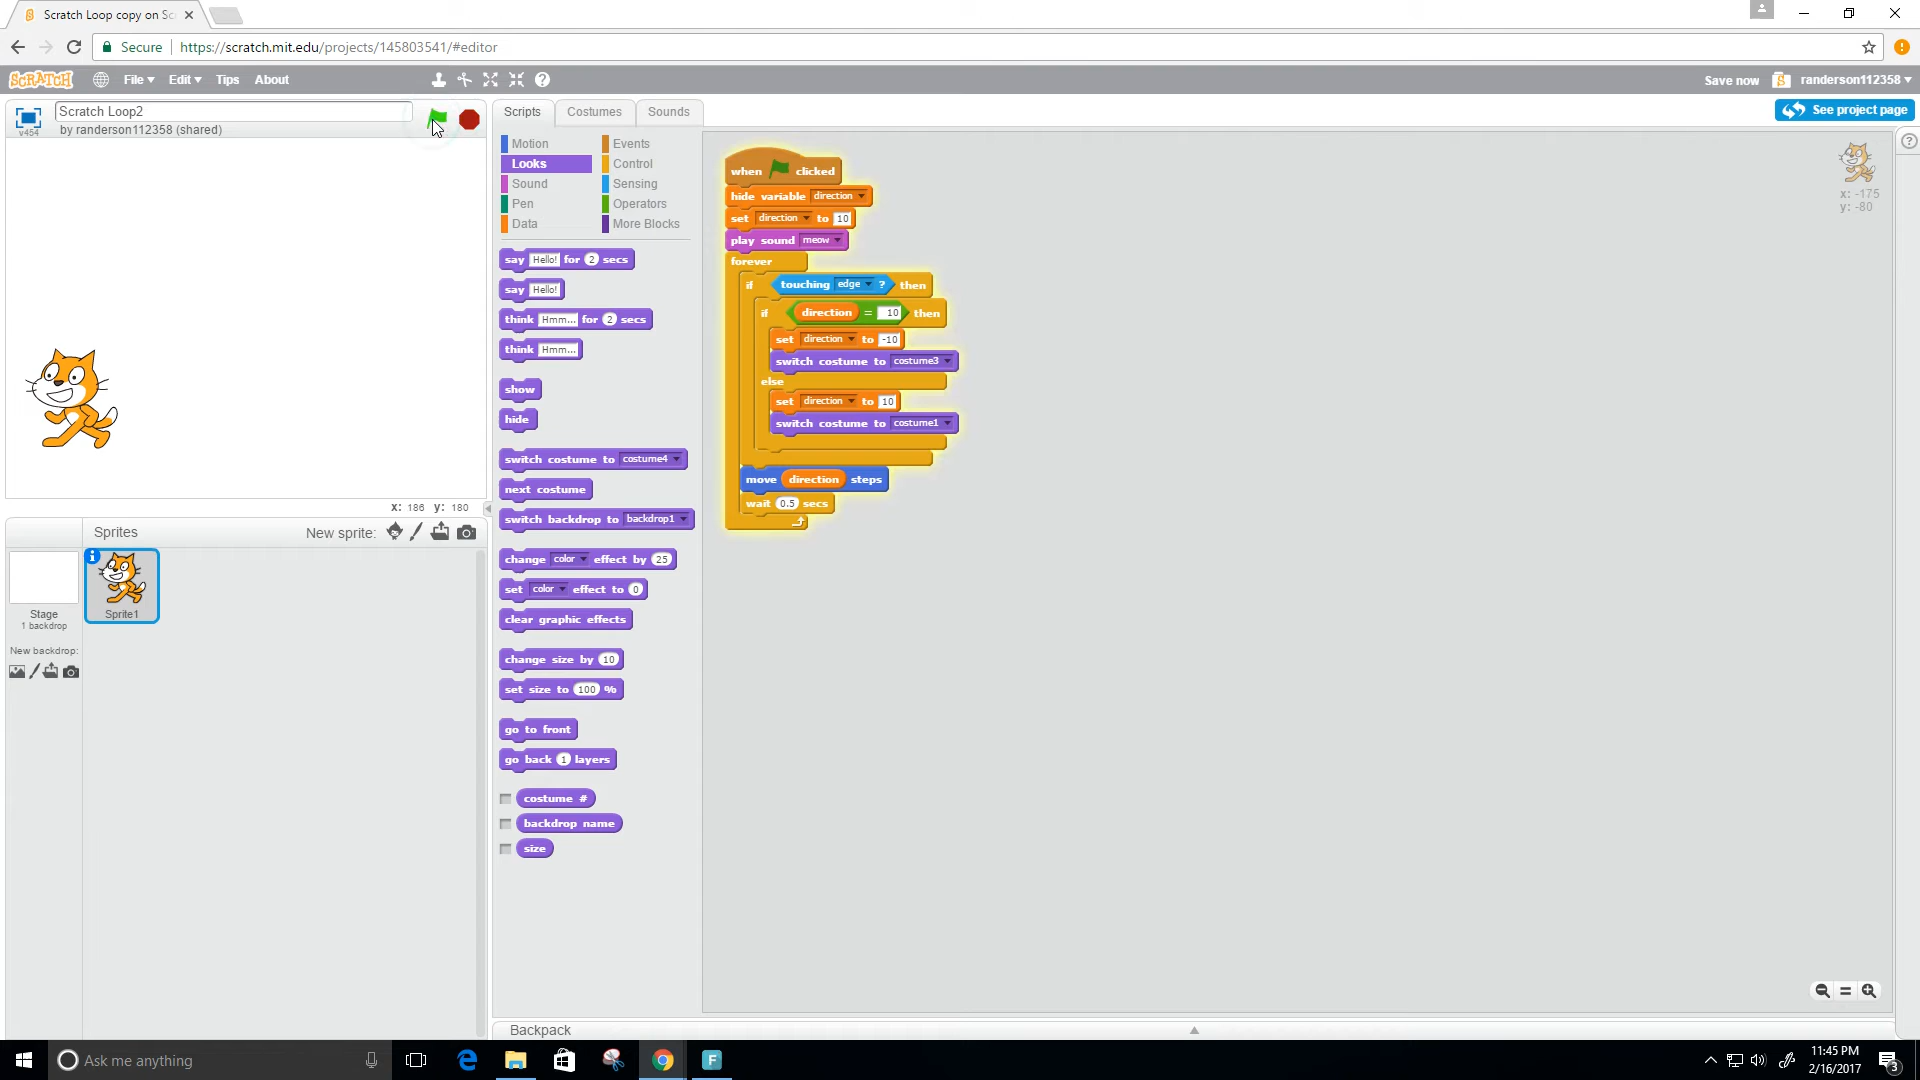 Scratch Loop copy on Sc
Secure
https://scratch.mit.edu/projects/145803541/#editor
SCRATCH
File
Edit
Tips
About
Save now
randerson112358
v454
Scratch Loop2
by randerson112358 (shared)
Scripts
Costumes
Sounds
See project page
Motion
Events
Looks
Control
Sound
Sensing
Pen
Operators
Data
More Blocks
say Hello! for 2 secs
say Hello!
think Hmm... for 2 secs
think Hmm...
show
hide
switch costume to costume4
next costume
switch backdrop to backdrop1
change color effect by 25
set color effect to 0
clear graphic effects
change size by 10
set size to 100 %
go to front
go back 1 layers
costume #
backdrop name
size
when clicked
hide variable direction
set direction to 10
play sound meow
forever
if touching edge ? then
if direction = 10 then
set direction to -10
switch costume to costume3
else
set direction to 10
switch costume to costume1
move direction steps
wait 0.5 secs
x: -175
y: -80
x: 186 y: 180
Sprites
New sprite:
Stage
1 backdrop
New backdrop:
Sprite1
Backpack
Ask me anything
11:45 PM
2/16/2017
3